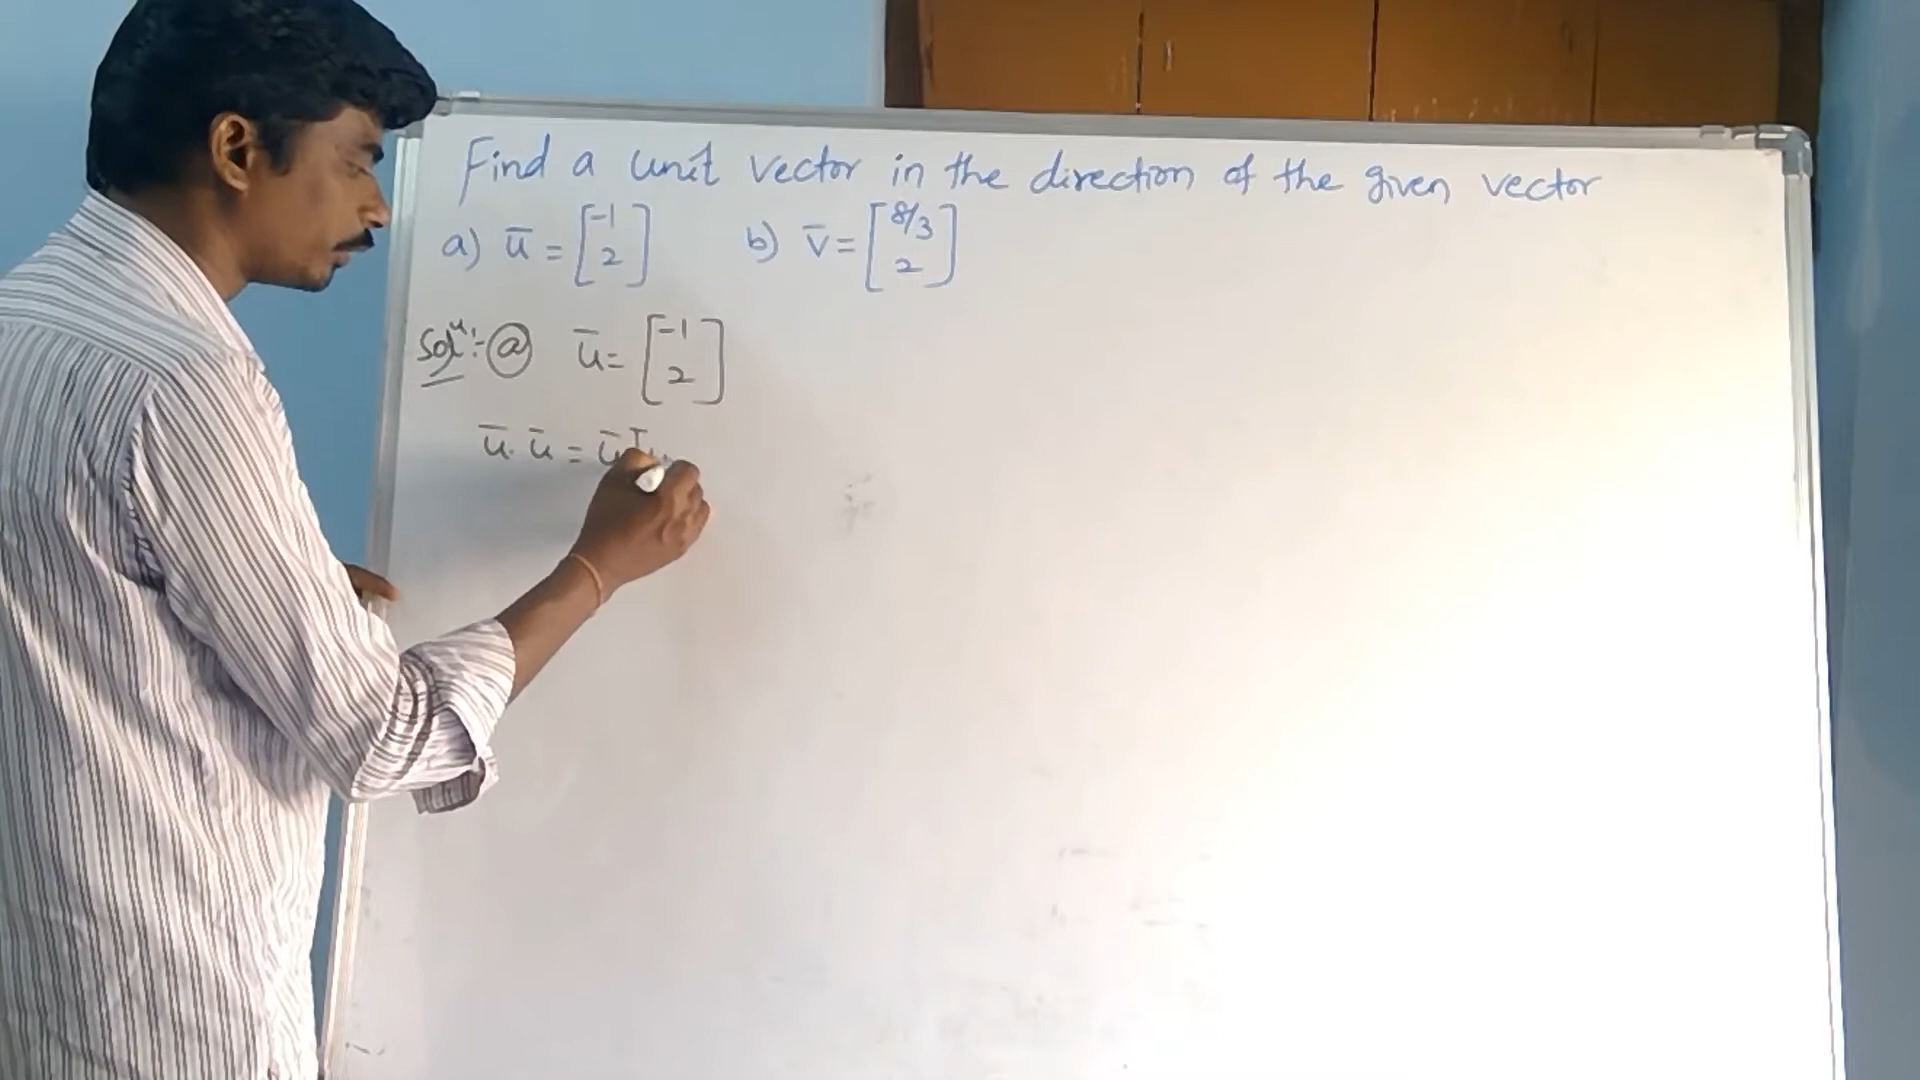 Find a unit vector in the direction of the given vector
a) ū = [-1 2] b) v̄ = [8/3 2]
Solⁿ:- ⓐ ū = [-1 2]
ū. ū = ūᵀ